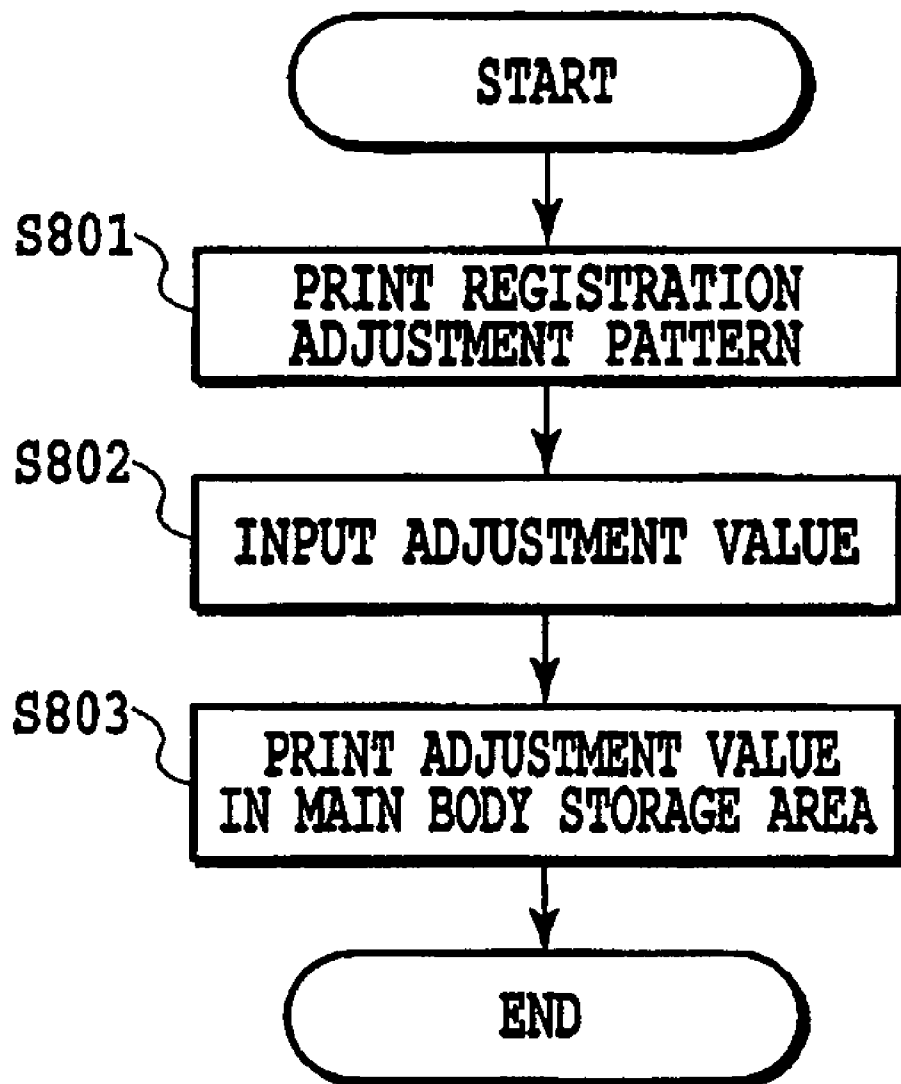 START
S801
PRINT REGISTRATION
ADJUSTMENT PATTERN
S802
INPUT ADJUSTMENT VALUE
S803
PRINT ADJUSTMENT VALUE
IN MAIN BODY STORAGE AREA
END